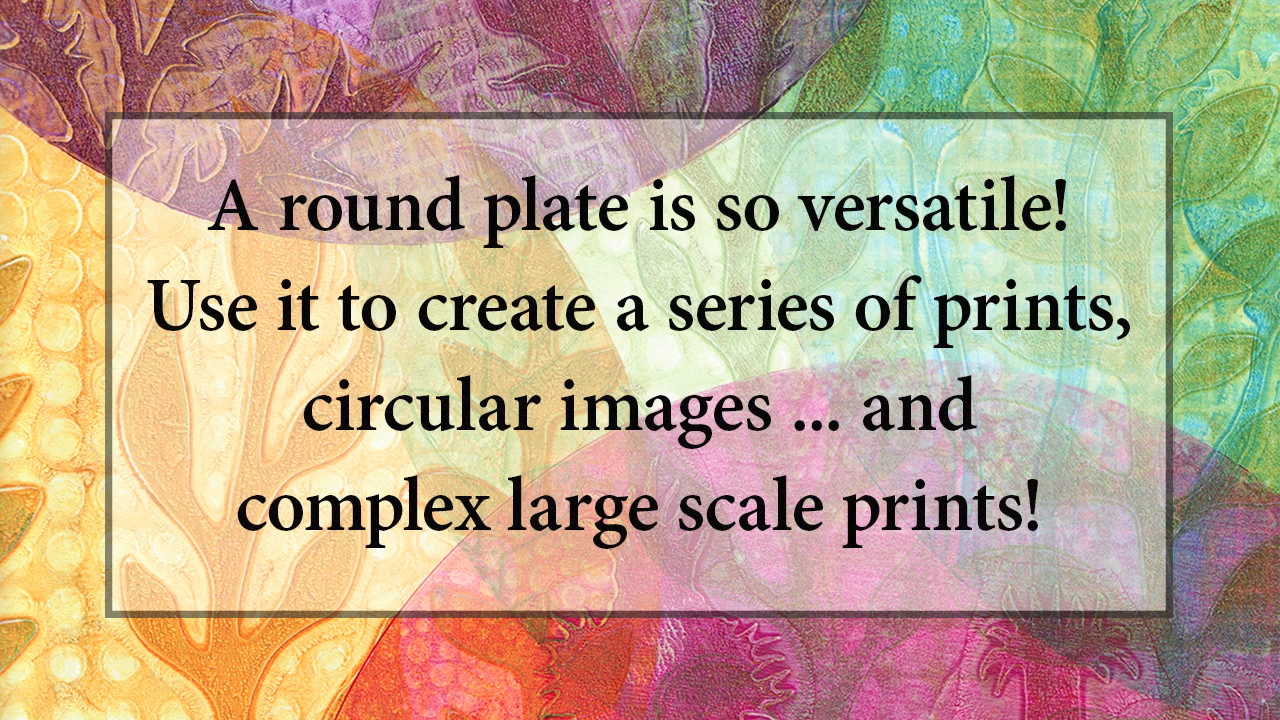 A round plate is so versatile!
Use it to create a series of prints,
circular images ... and
complex large scale prints!